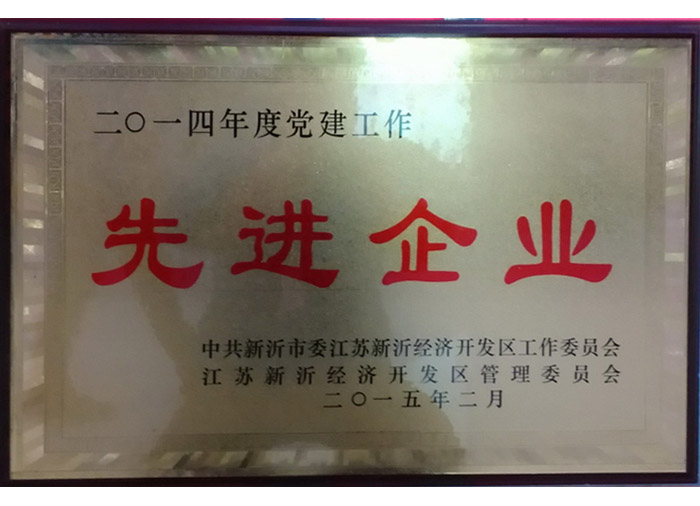 二〇一四年度党建工作
先进企业
中共新沂市委江苏新沂经济开发区工作委员会
江苏新沂经济开发区管理委员会
二〇一五年二月